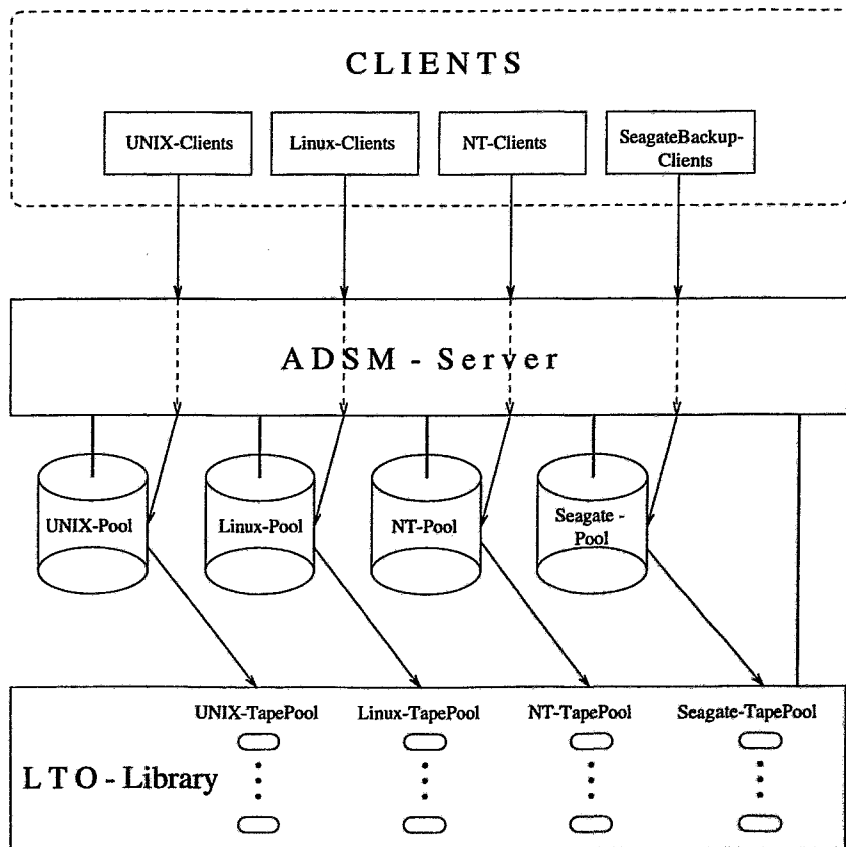 CLIENTS
UNIX-Clients
Linux-Clients
NT-Clients
SeagateBackup-
Clients
ADSM - Server
UNIX-Pool
Linux-Pool
NT-Pool
Seagate -
Pool
UNIX-TapePool
Linux-TapePool
NT-TapePool
Seagate-TapePool
LTO - Library